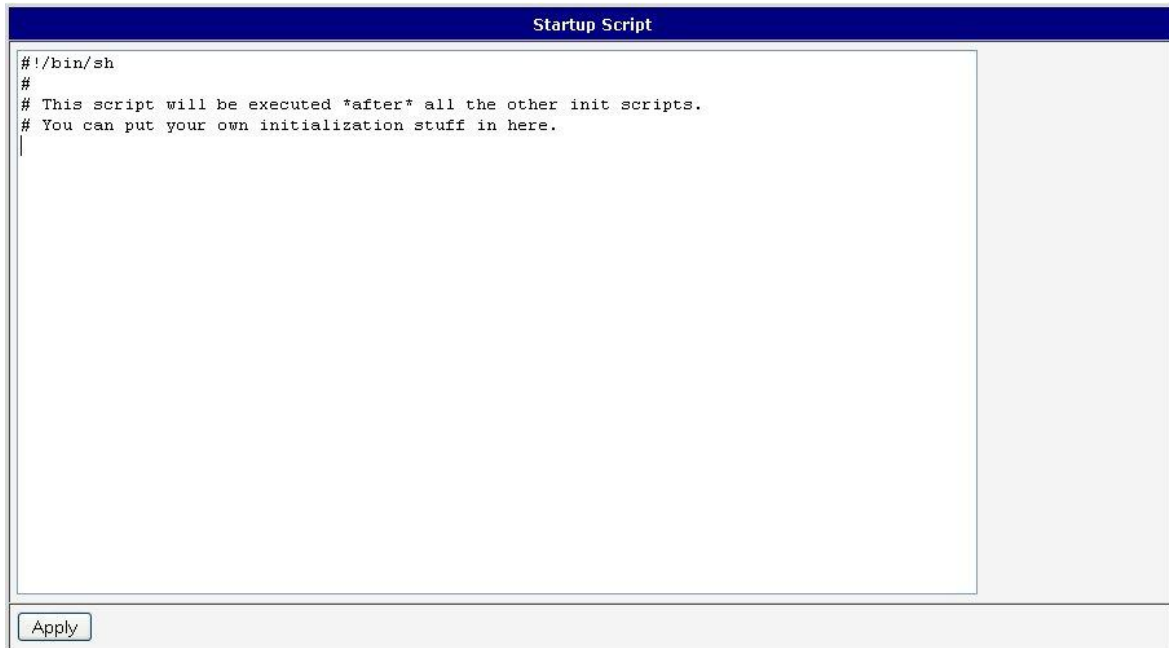 Startup Script
#!/bin/sh
#
# This script will be executed *after* all the other init scripts.
# You can put your own initialization stuff in here.
Apply